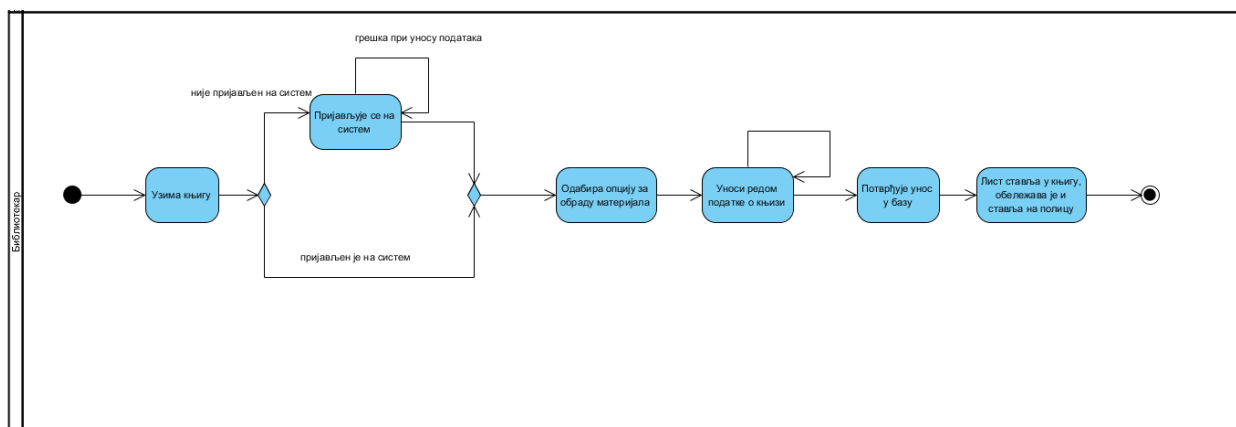 грешка при уносу података
није пријављен на систем
Пријављује се на
систем
Библиотекар
Узима књигу
Одабира опцију за
обраду материјала
Уноси редом
податке о књизи
Потврђује унос
у базу
Лист ставља у књигу,
обележава је и
ставља на полицу
пријављен је на систем